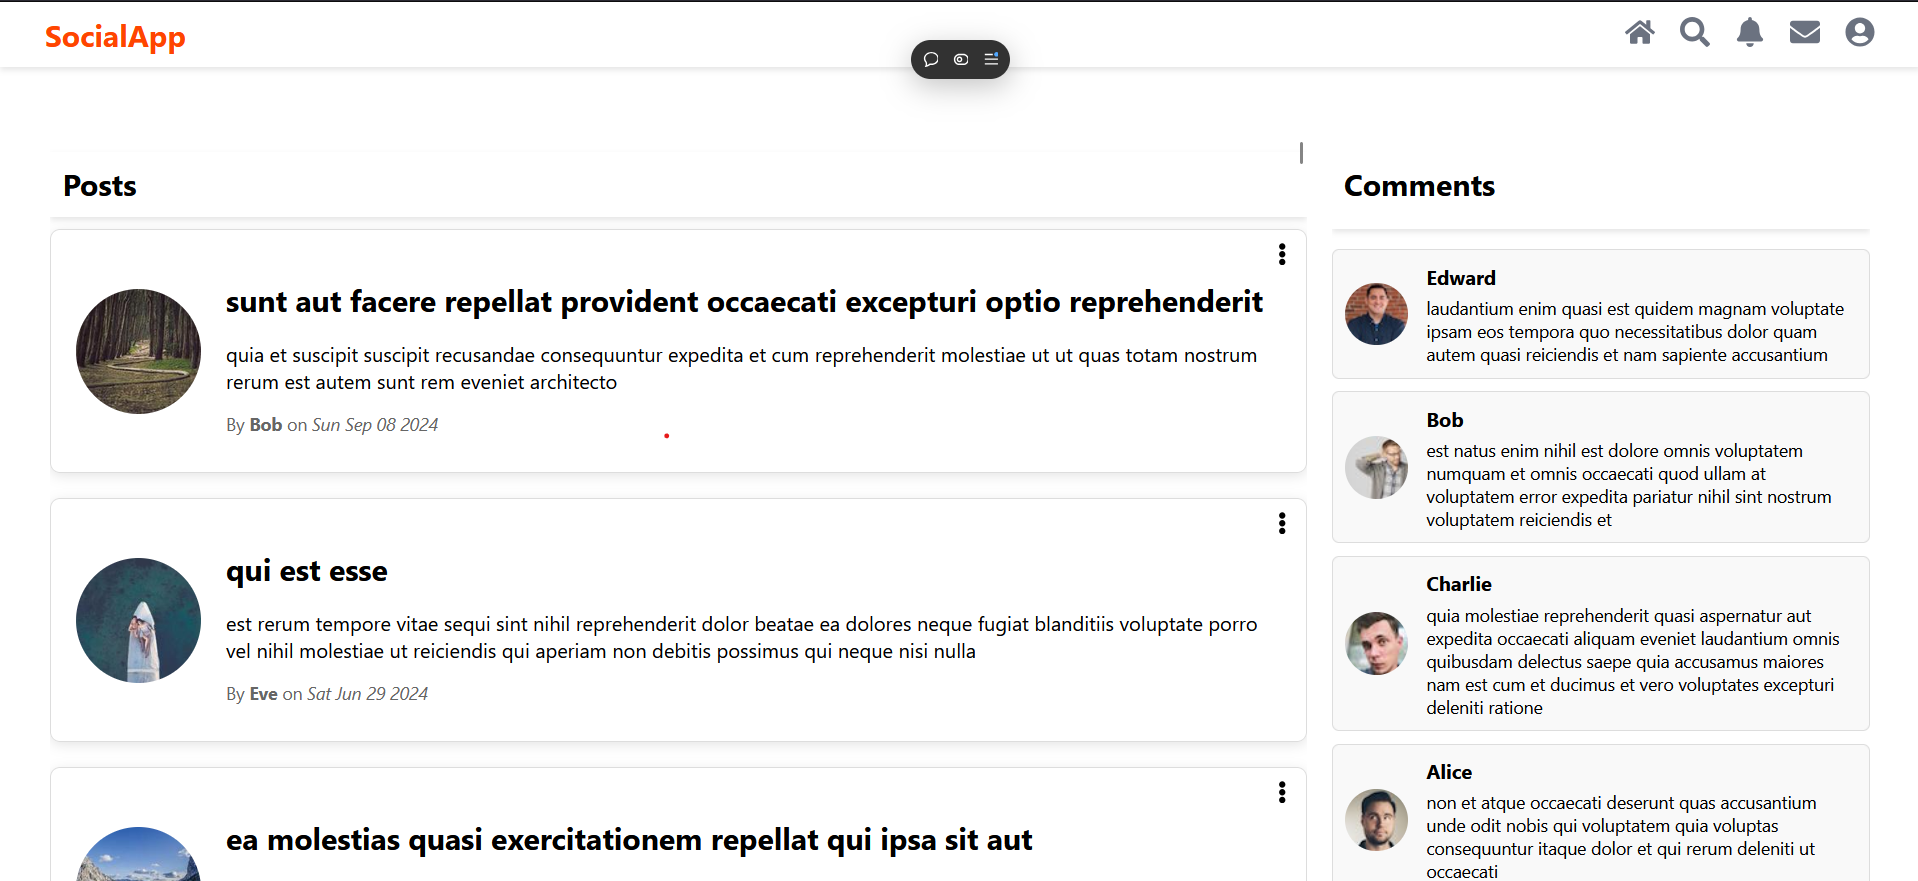 SocialApp
Posts
sunt aut facere repellat provident occaecati excepturi optio reprehenderit
quia et suscipit suscipit recusandae consequuntur expedita et cum reprehenderit molestiae ut ut quas totam nostrum
rerum est autem sunt rem eveniet architecto
By Bob on Sun Sep 08 2024
qui est esse
est rerum tempore vitae sequi sint nihil reprehenderit dolor beatae ea dolores neque fugiat blanditiis voluptate porro
vel nihil molestiae ut reiciendis qui aperiam non debitis possimus qui neque nisi nulla
By Eve on Sat Jun 29 2024
ea molestias quasi exercitationem repellat qui ipsa sit aut
Comments
Edward
laudantium enim quasi est quidem magnam voluptate
ipsam eos tempora quo necessitatibus dolor quam
autem quasi reiciendis et nam sapiente accusantium
Bob
est natus enim nihil est dolore omnis voluptatem
numquam et omnis occaecati quod ullam at
voluptatem error expedita pariatur nihil sint nostrum
voluptatem reiciendis et
Charlie
quia molestiae reprehenderit quasi aspernatur aut
expedita occaecati aliquam eveniet laudantium omnis
quibusdam delectus saepe quia accusamus maiores
nam est cum et ducimus et vero voluptates excepturi
deleniti ratione
Alice
non et atque occaecati deserunt quas accusantium
unde odit nobis qui voluptatem quia voluptas
consequuntur itaque dolor et qui rerum deleniti ut
occaecati